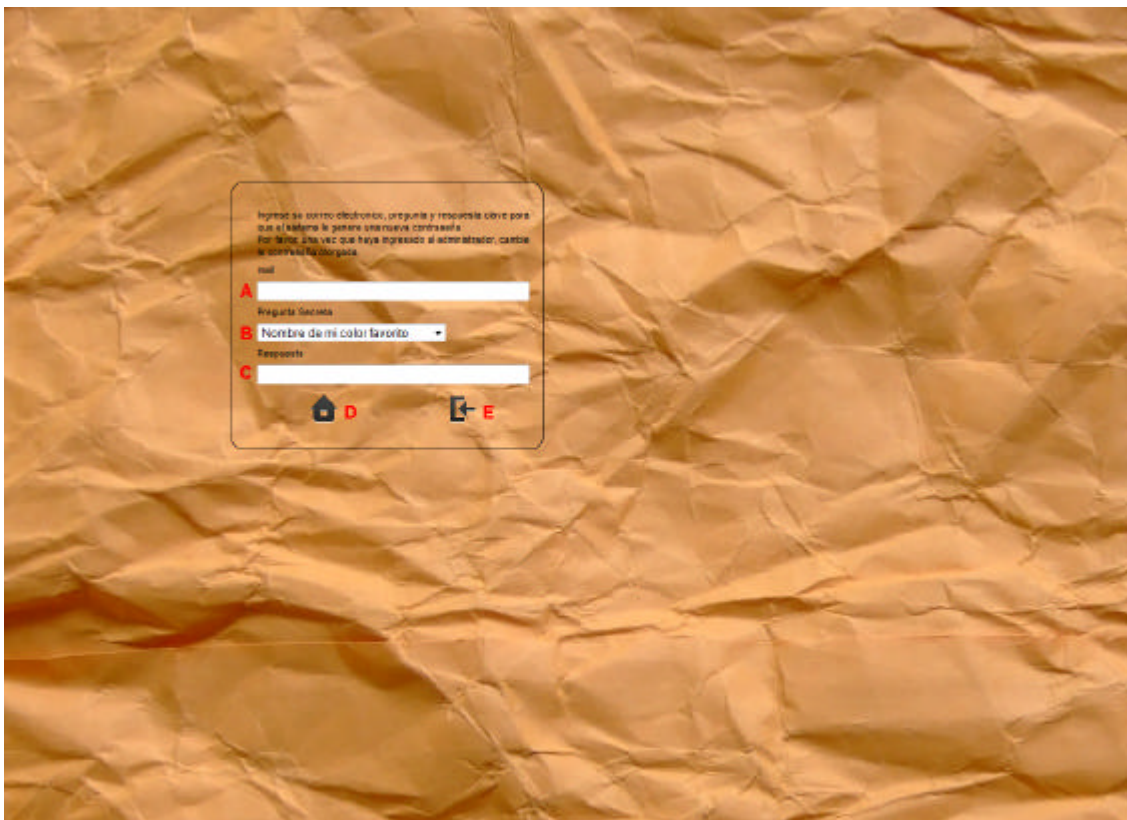 Ingrese su correo electronico, pregunta y respuesta clave para
que el sistema le genere una nueva contraseña.
Por favor, una vez que haya ingresado al administrador, cambie
la contraseña otorgada.
mail
A
Pregunta Secreta
B Nombre de mi color favorito
Respuesta
C
D E